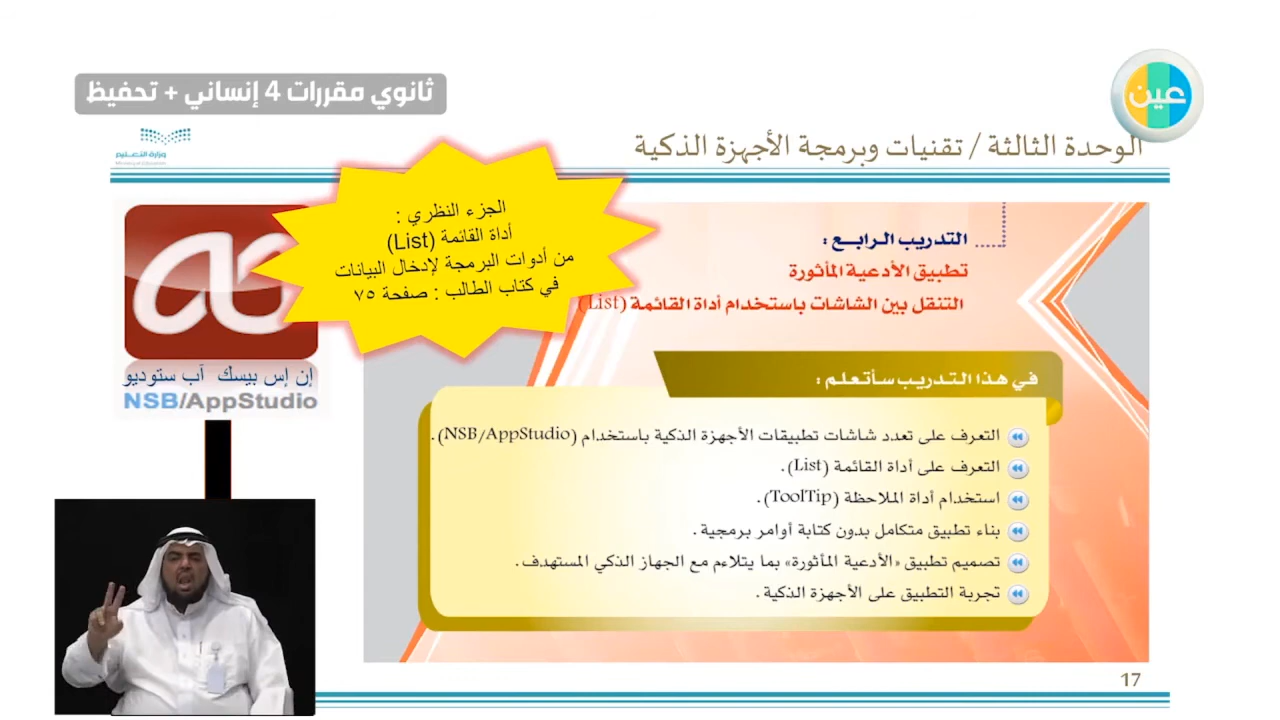 ثانوي مقررات 4 إنساني + تحفيظ
عين
وزارة التعليم
الوحدة الثالثة / تقنيات وبرمجة الأجهزة الذكية
الجزء النظري :
أداة القائمة (List)
من أدوات البرمجة لإدخال البيانات
في كتاب الطالب : صفحة ٧٥
التدريب الرابع :
تطبيق الأدعية المأثورة
التنقل بين الشاشات باستخدام أداة القائمة (List)
إن إس بيسك آب ستوديو
NSB/AppStudio
في هذا التدريب سأتعلم :
التعرف على تعدد شاشات تطبيقات الأجهزة الذكية باستخدام (NSB/AppStudio).
التعرف على أداة القائمة (List).
استخدام أداة الملاحظة (ToolTip).
بناء تطبيق متكامل بدون كتابة أوامر برمجية.
تصميم تطبيق «الأدعية المأثورة» بما يتلاءم مع الجهاز الذكي المستهدف.
تجربة التطبيق على الأجهزة الذكية.
17